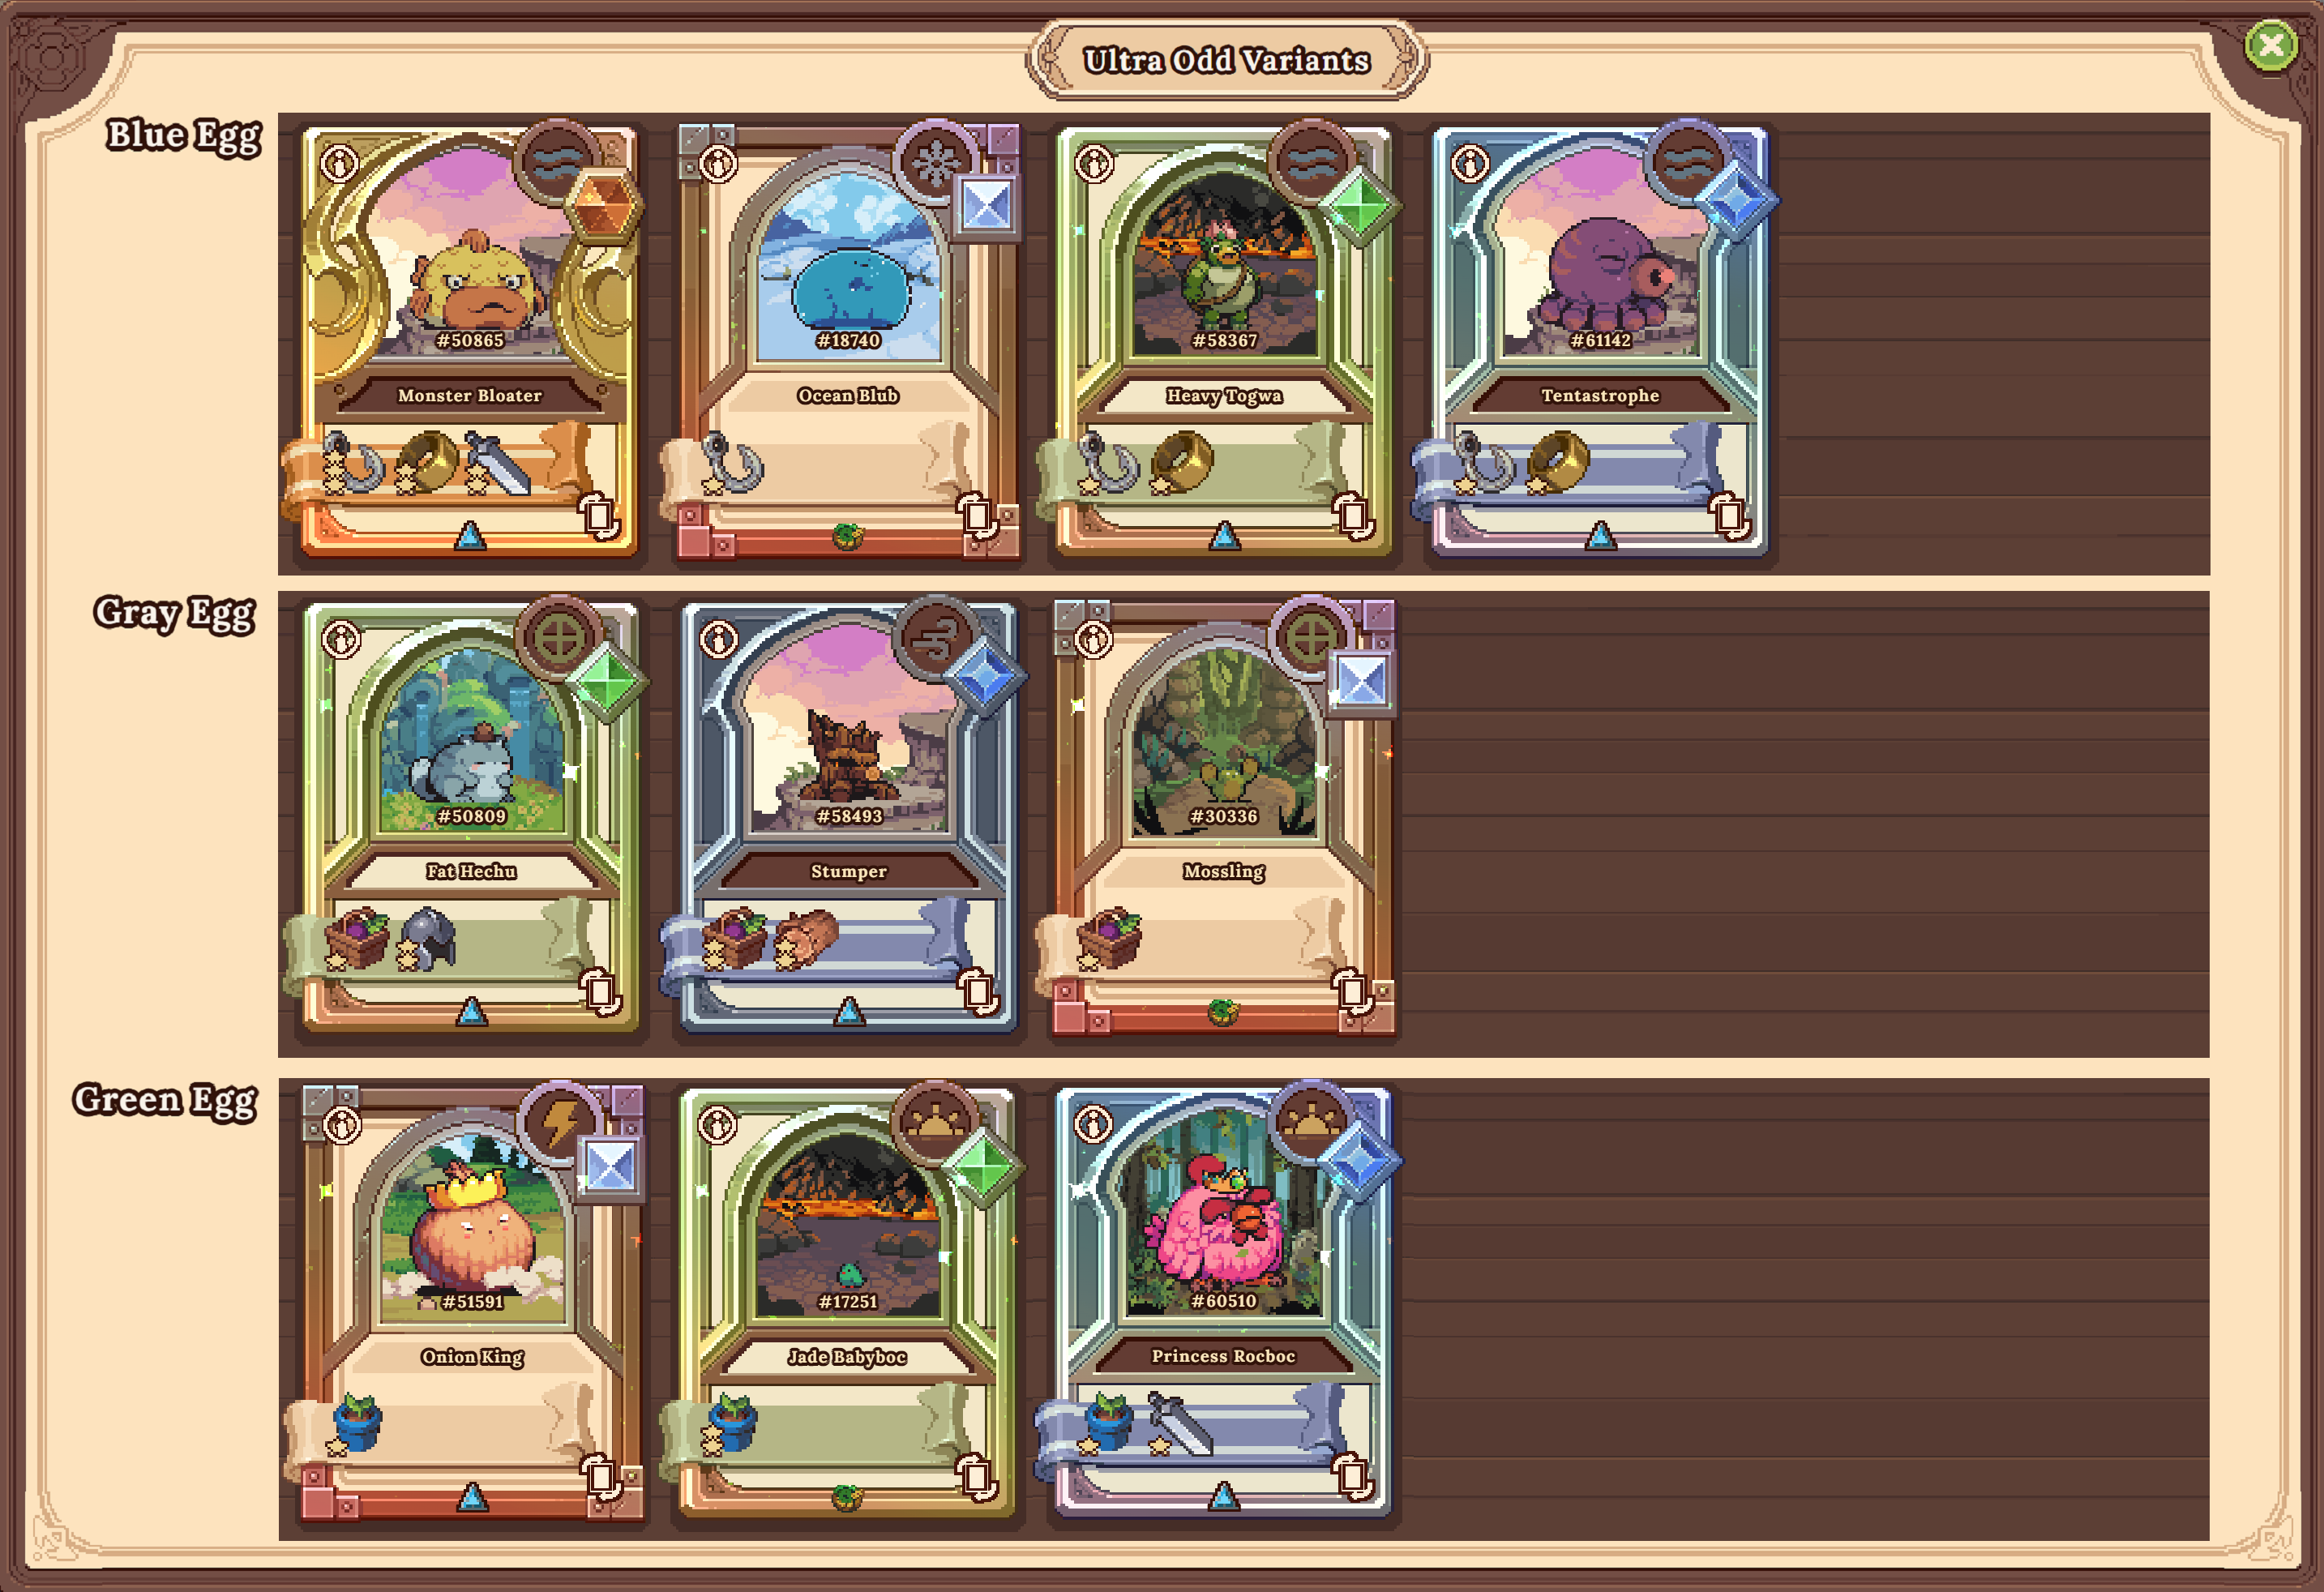 Ultra Odd Variants
Blue Egg
#50865
Monster Bloater
#18740
Ocean Blub
#58367
Heavy Togwa
#61142
Tentastrophe
Gray Egg
#50809
Fat Hechu
#58493
Stumper
#30336
Mossling
Green Egg
#51591
Onion King
#17251
Jade Babyboc
#60510
Princess Rocboc